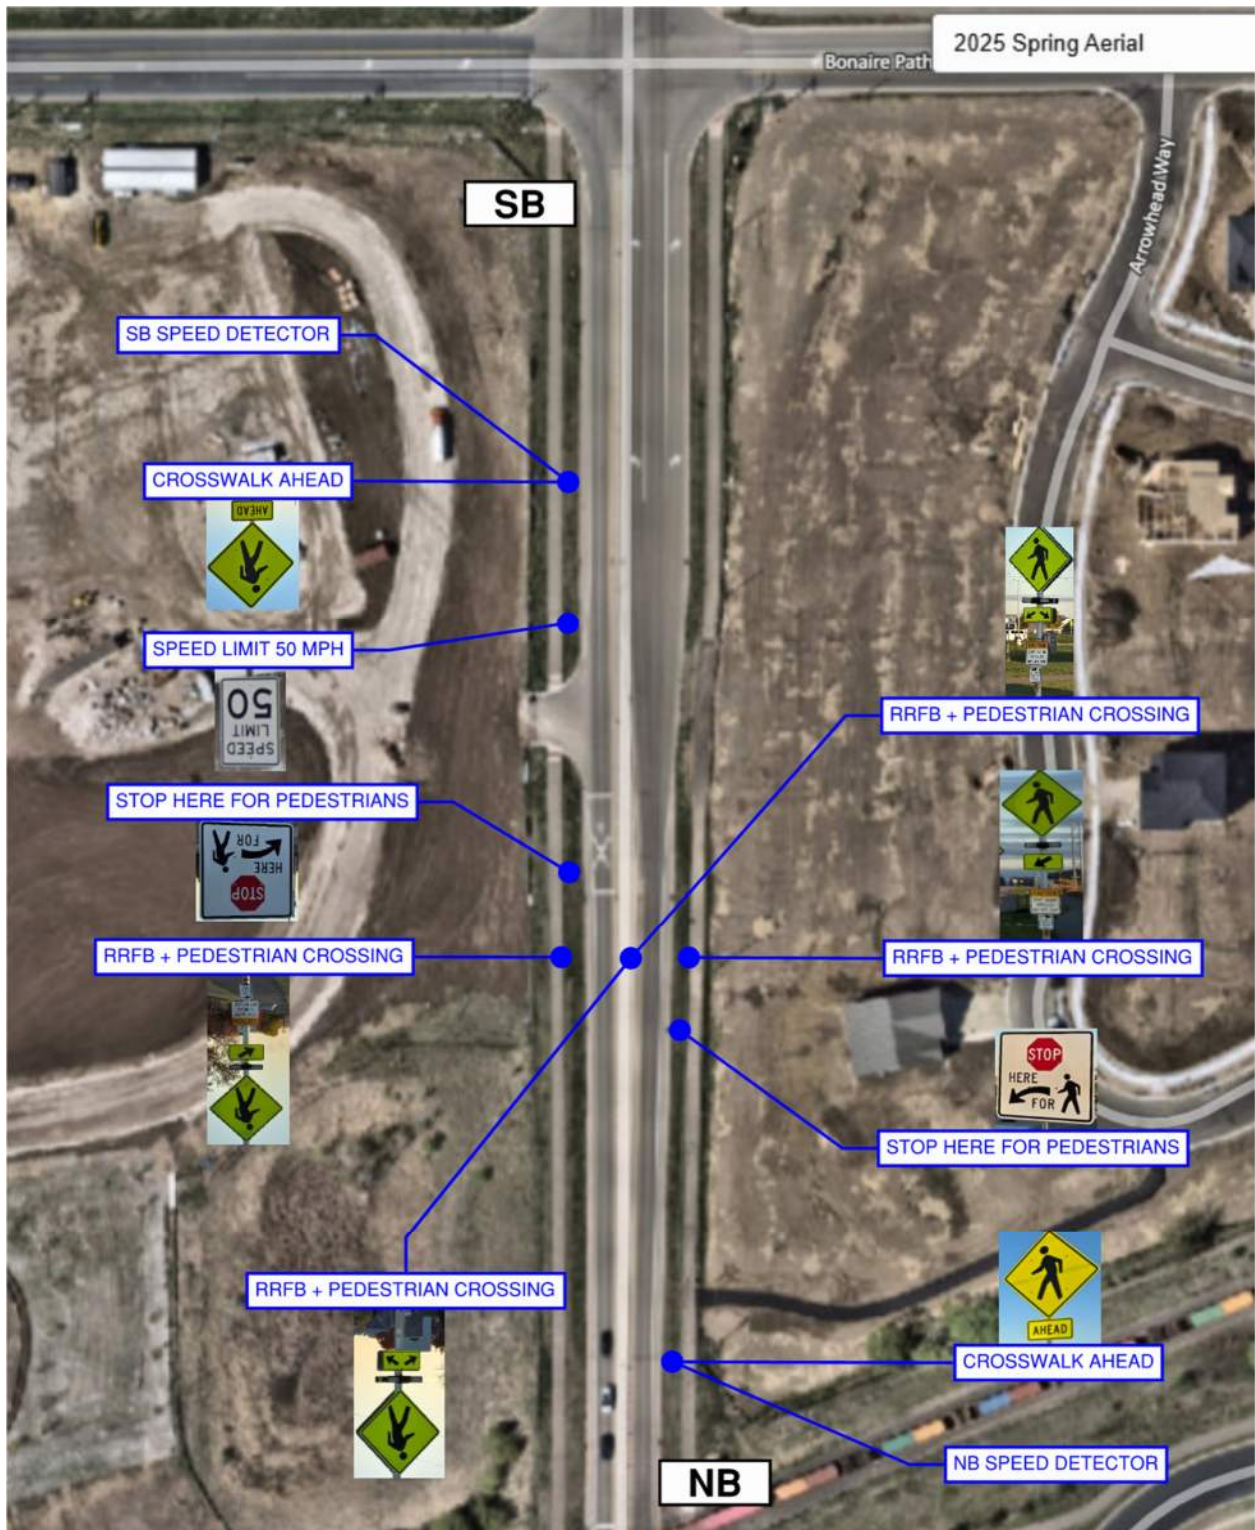 2025 Spring Aerial
Bonaire Path
Arrowhead Way
SB
SB SPEED DETECTOR
CROSSWALK AHEAD
AHEAD
SPEED LIMIT 50 MPH
SPEED
LIMIT
50
RRFB + PEDESTRIAN CROSSING
STOP HERE FOR PEDESTRIANS
STOP
HERE
FOR
RRFB + PEDESTRIAN CROSSING
RRFB + PEDESTRIAN CROSSING
STOP
HERE
FOR
STOP HERE FOR PEDESTRIANS
RRFB + PEDESTRIAN CROSSING
AHEAD
CROSSWALK AHEAD
NB SPEED DETECTOR
NB